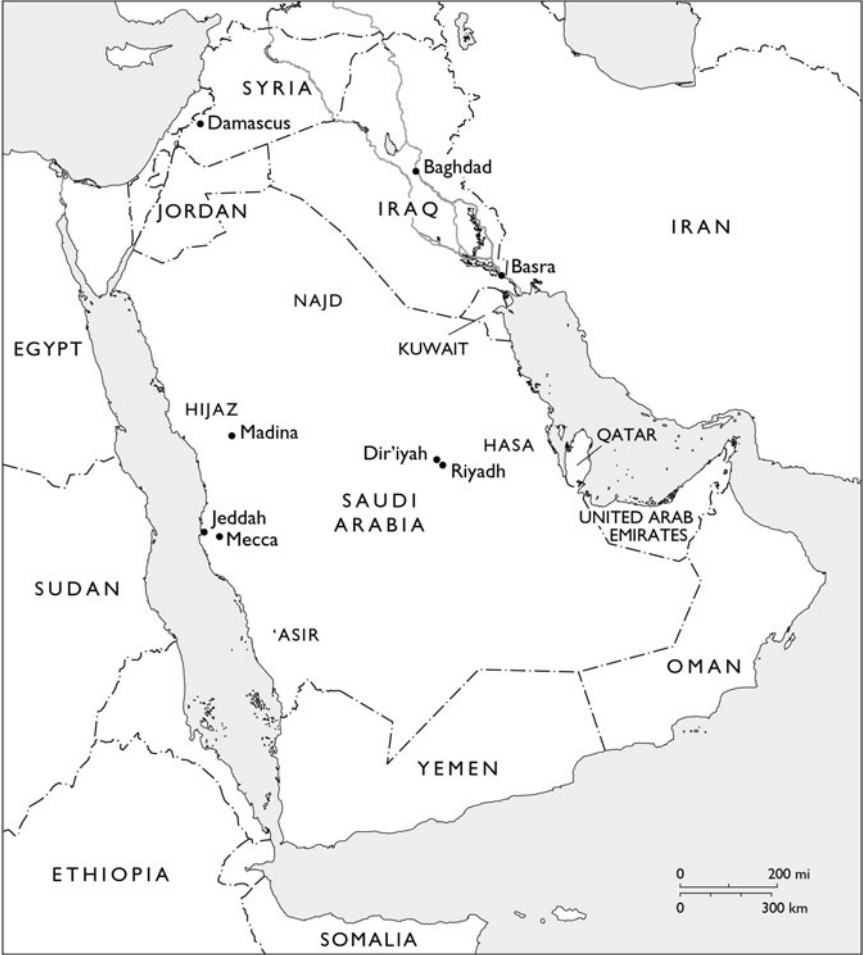 SYRIA
Damascus
Baghdad
JORDAN
IRAQ
IRAN
Basra
NAJD
KUWAIT
EGYPT
HIJAZ
Madina
HASA
QATAR
Dir’iyah
Riyadh
SAUDI
ARABIA
UNITED ARAB
EMIRATES
Jeddah
Mecca
SUDAN
‘ASIR
OMAN
YEMEN
ETHIOPIA
0 200 mi
0 300 km
SOMALIA